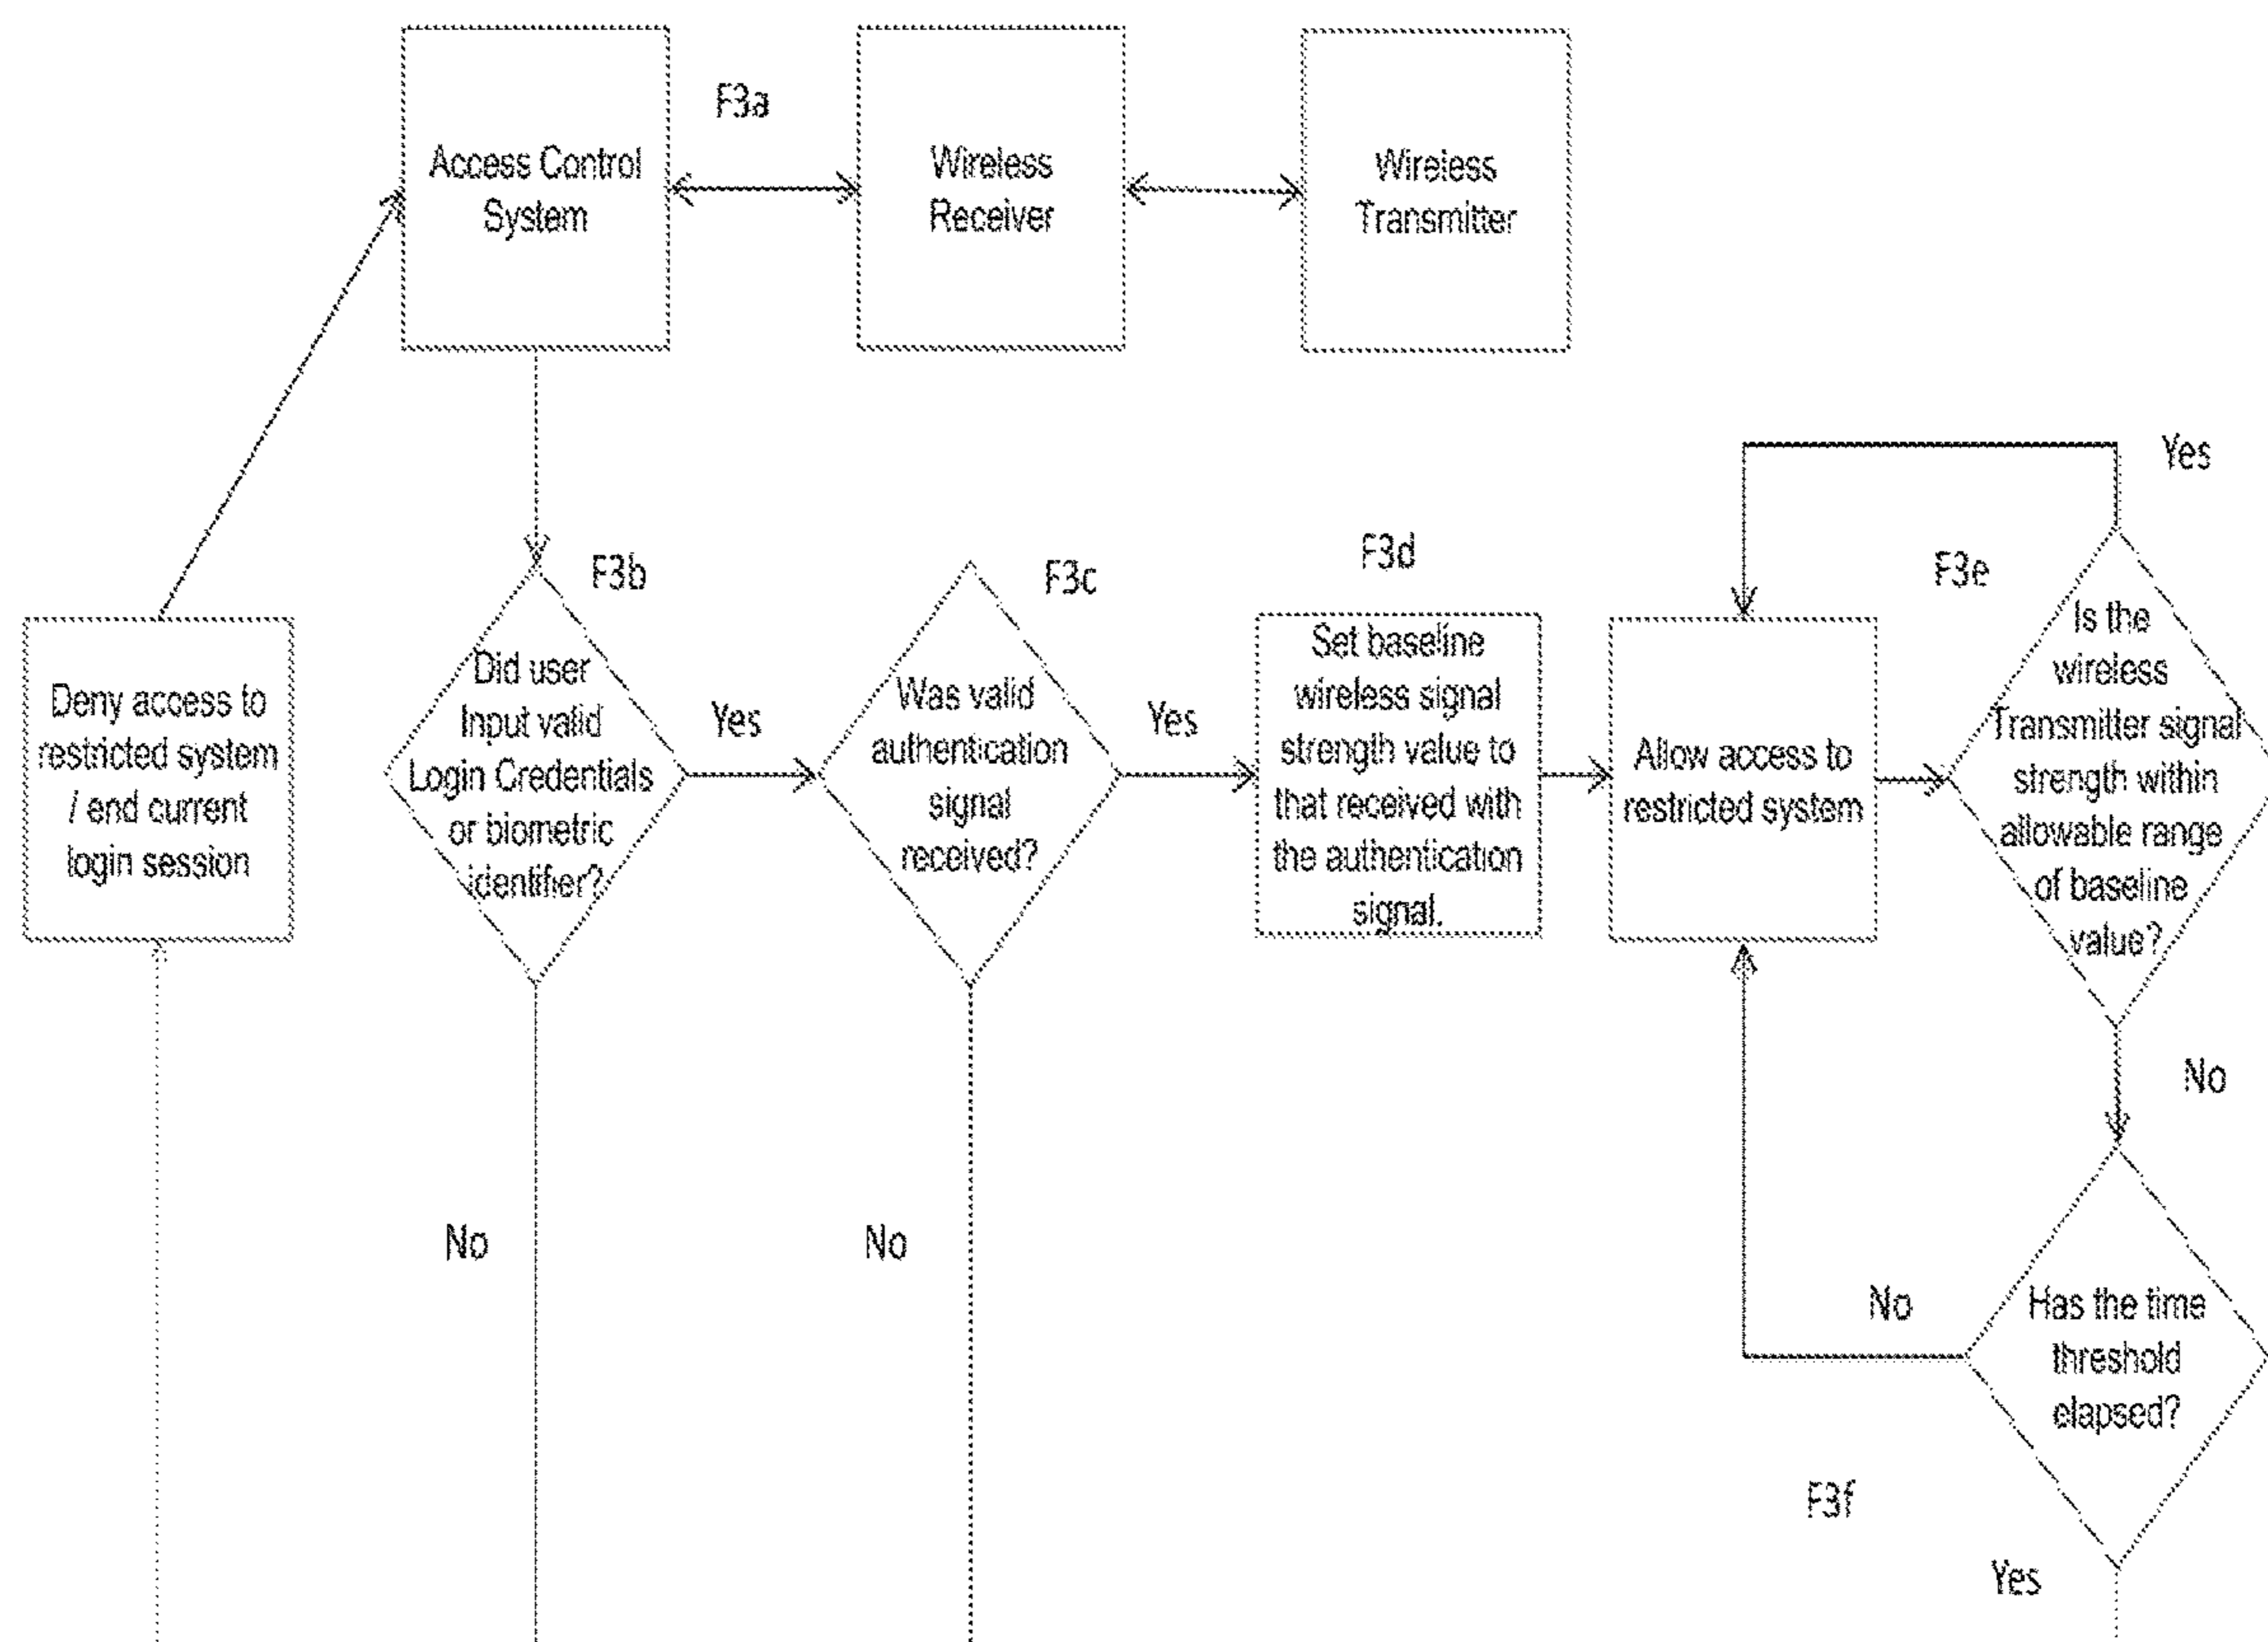 F3a
Access Control
System
Wireless
Receiver
Wireless
Transmitter
Yes
F3b
F3c
F3d
F3e
Deny access to
restricted system
/ end current
login session
Did user
Input valid
Login Credentials
or biometric
identifier?
Yes
Was valid
authentication
signal
received?
Yes
Set baseline
wireless signal
strength value to
that received with
the authentication
signal.
Allow access to
restricted system
Is the
wireless
Transmitter signal
strength within
allowable range
of baseline
value?
No
No
No
No
Has the time
threshold
elapsed?
F3f
Yes